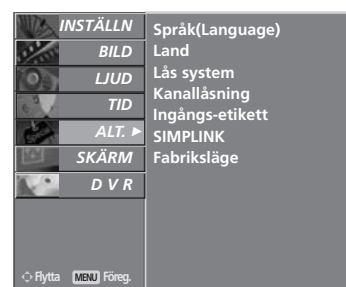 INSTÄLLN
BILD
LJUD
TID
ALT. ►
SKÄRM
D V R
Språk(Language)
Land
Lås system
Kanallåsning
Ingångs-etikett
SIMPLINK
Fabriksläge
Flytta MENU Föreg.